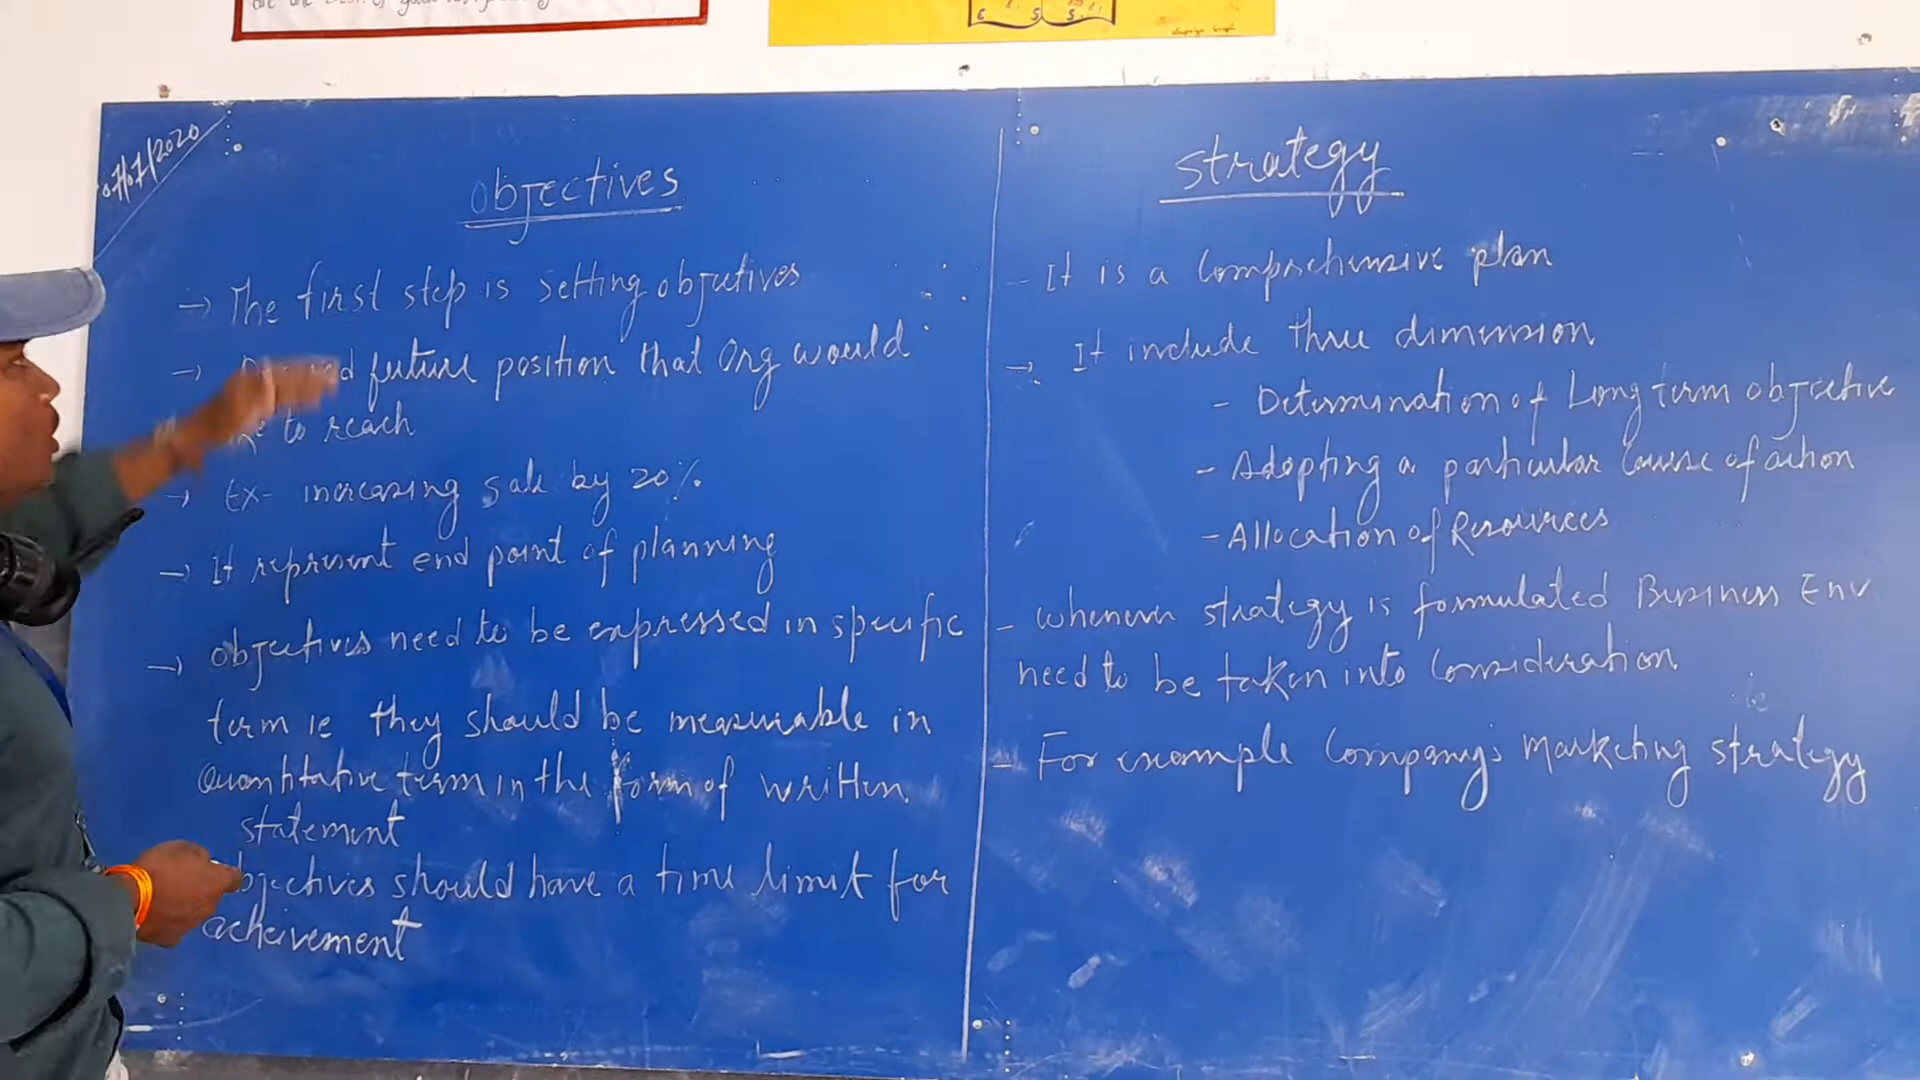 07/07/2020
objectives
→ The first step is setting objectives
→ future position that Org would
to reach
→ Ex- increasing sale by 20%.
→ It represent end point of planning
→ objectives need to be expressed in specific
term ie they should be measurable in
Quantitative term in the form of written
statement
objectives should have a time limit for
acheivement
Strategy
- It is a Comprehensive plan
→ It include three dimension
- Determination of Long term objective
- Adopting a particular Course of action
- Allocation of Resources
- whenever strategy is formulated Business Env
need to be taken into Consideration
- For example Company's Marketing strategy